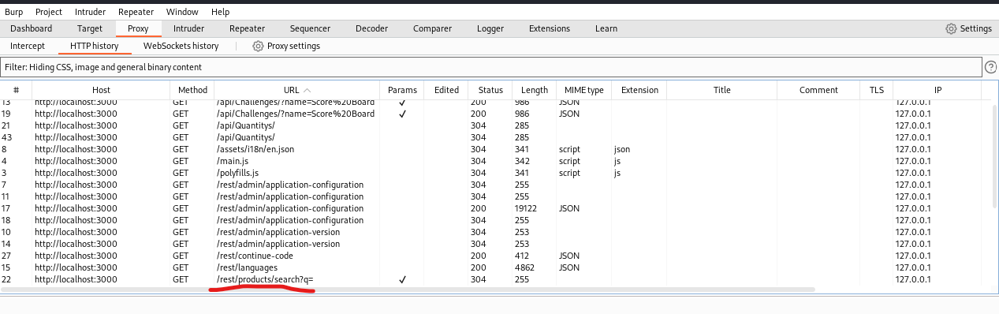 Burp Project Intruder Repeater Window Help
Dashboard Target Proxy Intruder Repeater Sequencer Decoder Comparer Logger Extensions Learn Settings
Intercept HTTP history WebSockets history Proxy settings
Filter: Hiding CSS, image and general binary content ?
# Host Method URL Params Edited Status Length MIME type Extension Title Comment TLS IP
13 http://localhost:3000 GET /api/Challenges/?name=Score%20Board ✓ 200 986 JSON 127.0.0.1
19 http://localhost:3000 GET /api/Challenges/?name=Score%20Board ✓ 200 986 JSON 127.0.0.1
21 http://localhost:3000 GET /api/Quantitys/ 304 285 127.0.0.1
43 http://localhost:3000 GET /api/Quantitys/ 304 285 127.0.0.1
8 http://localhost:3000 GET /assets/i18n/en.json 304 341 script json 127.0.0.1
4 http://localhost:3000 GET /main.js 304 342 script js 127.0.0.1
3 http://localhost:3000 GET /polyfills.js 304 341 script js 127.0.0.1
7 http://localhost:3000 GET /rest/admin/application-configuration 304 255 127.0.0.1
11 http://localhost:3000 GET /rest/admin/application-configuration 304 255 127.0.0.1
17 http://localhost:3000 GET /rest/admin/application-configuration 200 19122 JSON 127.0.0.1
18 http://localhost:3000 GET /rest/admin/application-configuration 304 255 127.0.0.1
10 http://localhost:3000 GET /rest/admin/application-version 304 253 127.0.0.1
14 http://localhost:3000 GET /rest/admin/application-version 304 253 127.0.0.1
27 http://localhost:3000 GET /rest/continue-code 200 412 JSON 127.0.0.1
15 http://localhost:3000 GET /rest/languages 200 4862 JSON 127.0.0.1
22 http://localhost:3000 GET /rest/products/search?q= ✓ 304 255 127.0.0.1